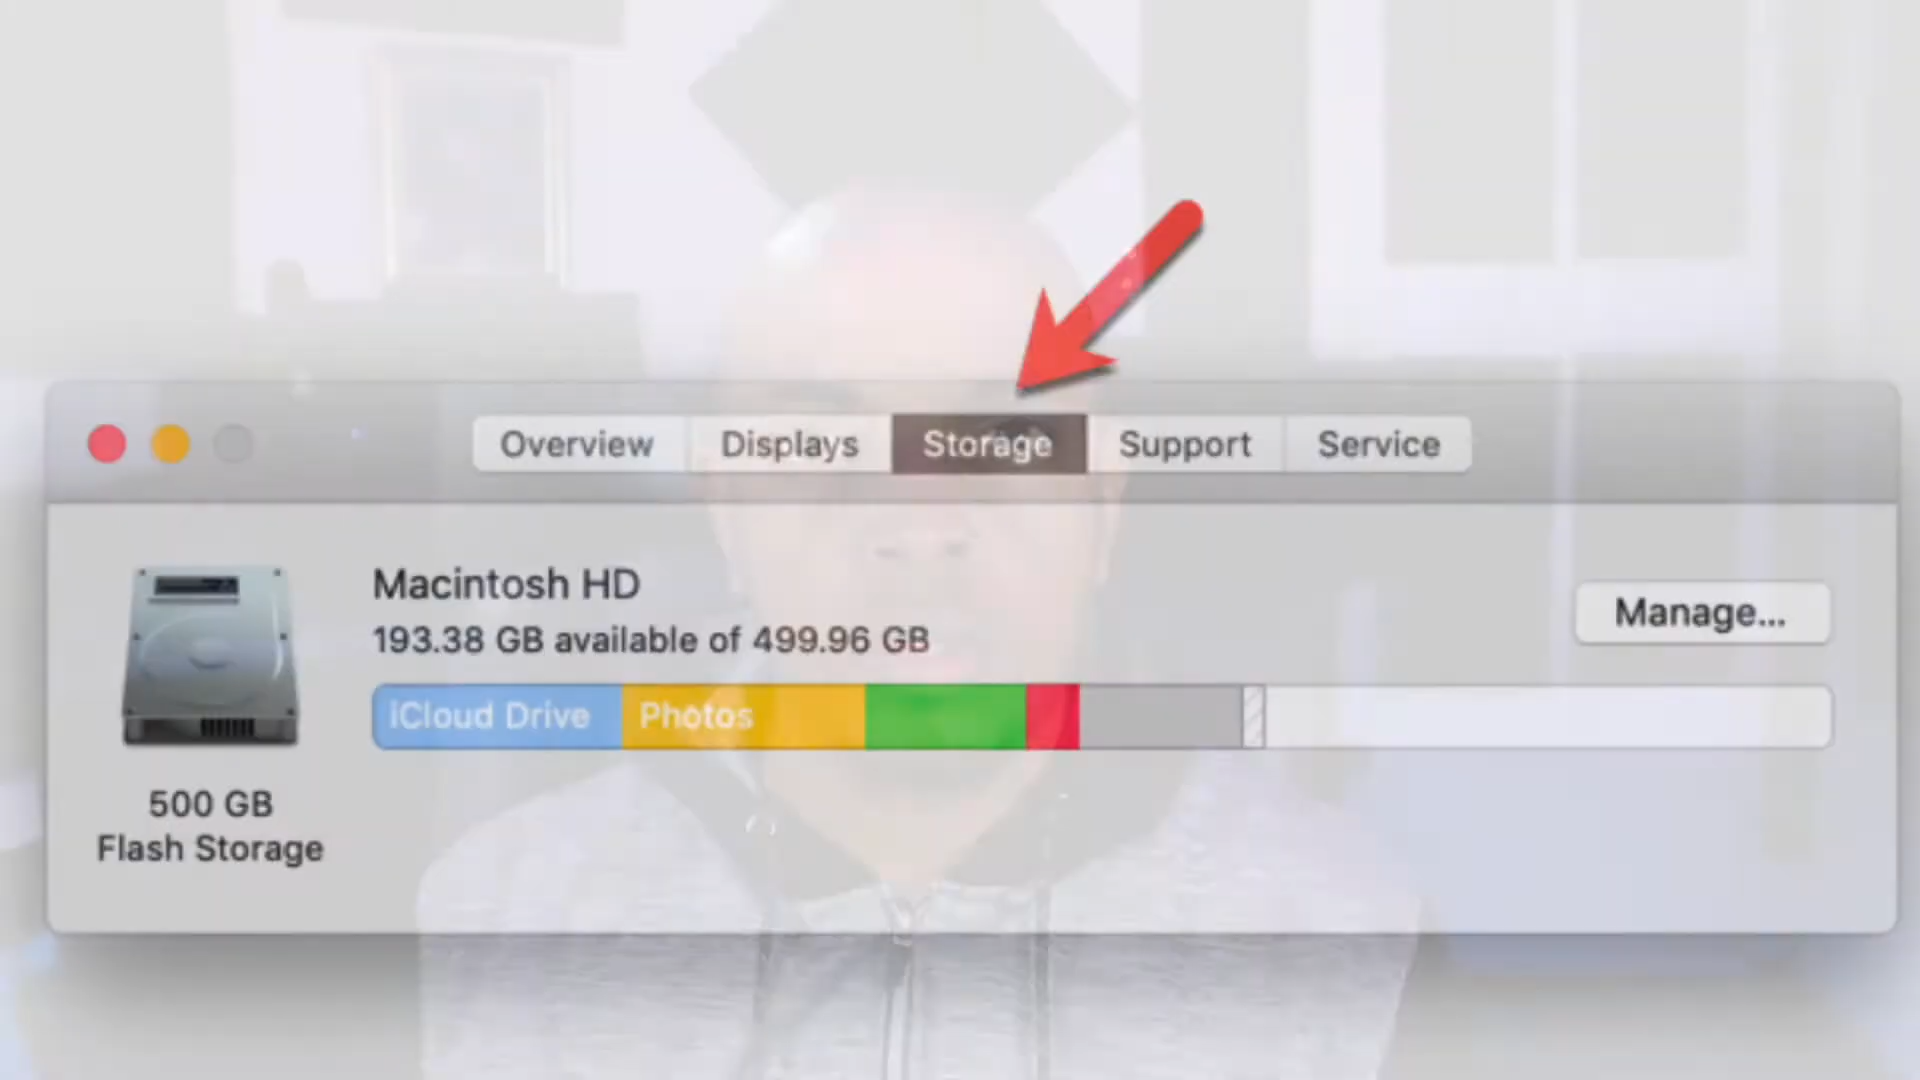 Overview
Displays
Storage
Support
Service
Macintosh HD
193.38 GB available of 499.96 GB
Manage...
iCloud Drive
Photos
500 GB
Flash Storage